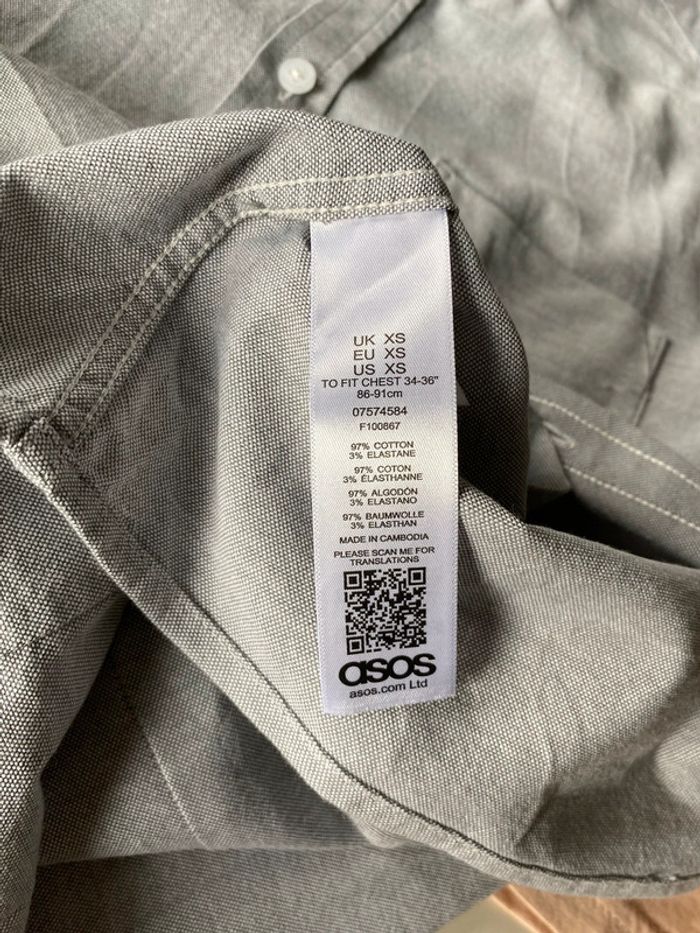 UK XS
EU XS
US XS
TO FIT CHEST 34-36"
86-91cm
07574584
F100867
97% COTTON
3% ELASTANE
97% COTON
3% ÉLASTHANNE
97% ALGODÓN
3% ELASTANO
97% BAUMWOLLE
3% ELASTHAN
MADE IN CAMBODIA
PLEASE SCAN ME FOR
TRANSLATIONS
asos
asos.com Ltd